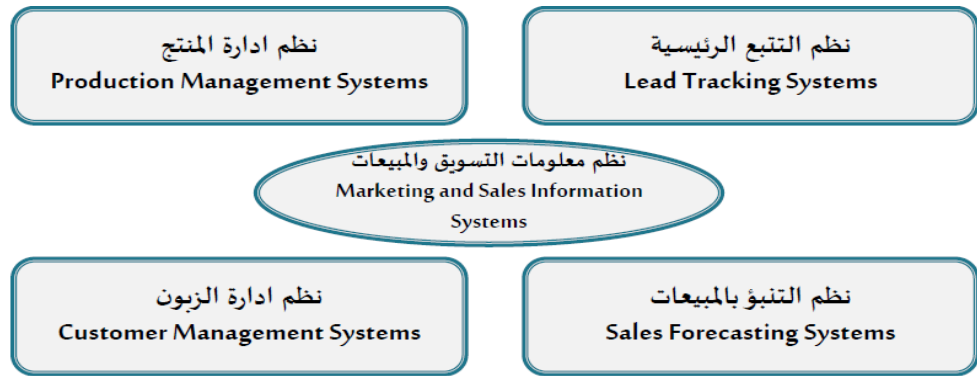 نظم ادارة المنتج
Production Management Systems
نظم التتبع الرئيسية
Lead Tracking Systems
نظم معلومات التسويق والمبيعات
Marketing and Sales Information
Systems
نظم ادارة الزبون
Customer Management Systems
نظم التنبؤ بالمبيعات
Sales Forecasting Systems